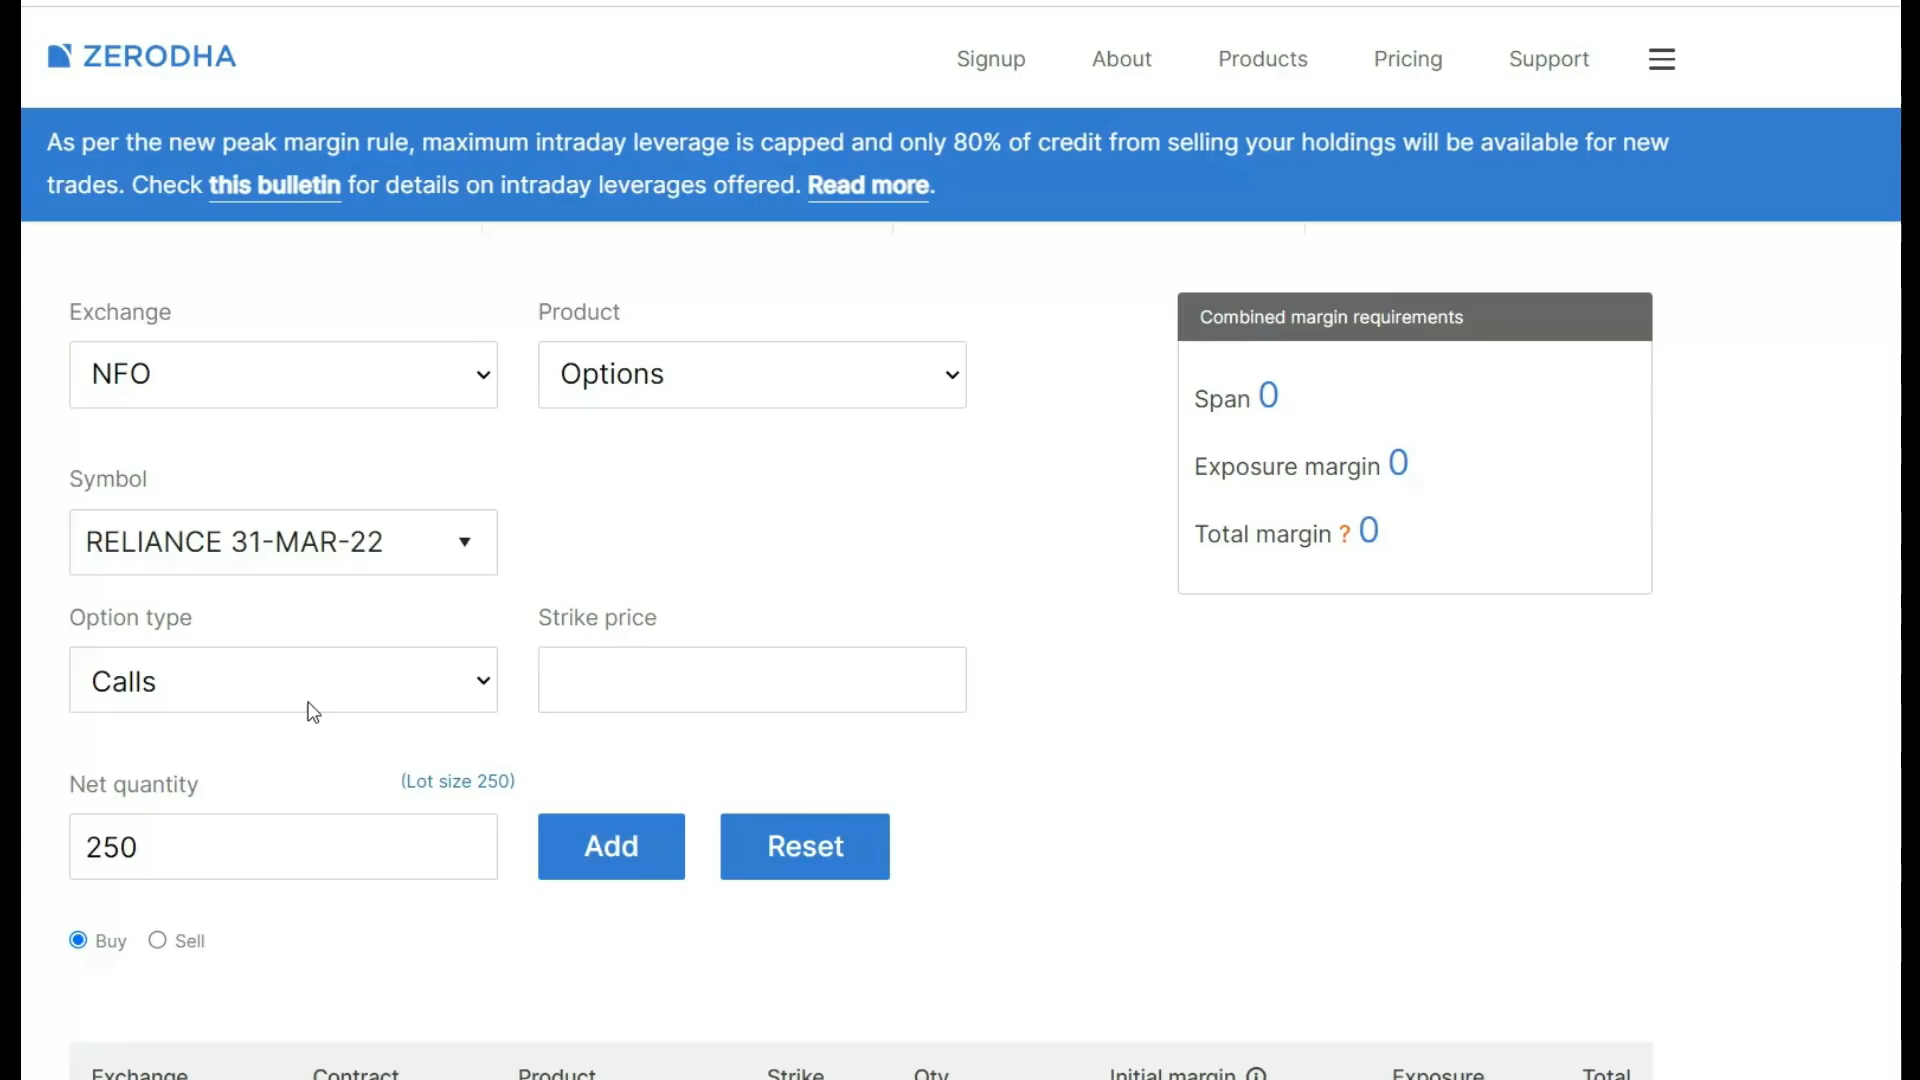 ZERODHA
Signup About Products Pricing Support
As per the new peak margin rule, maximum intraday leverage is capped and only 80% of credit from selling your holdings will be available for new
trades. Check this bulletin for details on intraday leverages offered. Read more.
Exchange Product
NFO Options
Symbol
RELIANCE 31-MAR-22
Option type Strike price
Calls
Net quantity (Lot size 250)
250 Add Reset
Buy Sell
Combined margin requirements
Span 0
Exposure margin 0
Total margin ? 0
Exchange Contract Product Strike Qty Initial margin Exposure Total